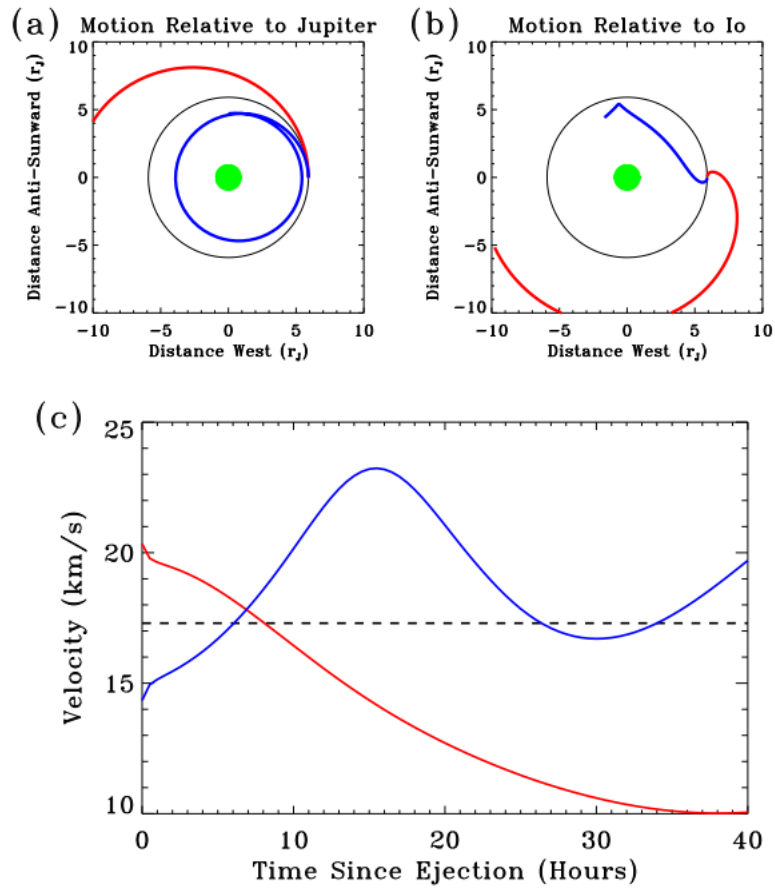 (a) Motion Relative to Jupiter
10
5
0
-5
-10
Distance Anti-Sunward (rJ)
-10 -5 0 5 10
Distance West (rJ)
(b) Motion Relative to Io
10
5
0
-5
-10
Distance Anti-Sunward (rJ)
-10 -5 0 5 10
Distance West (rJ)
(c)
25
20
15
10
Velocity (km/s)
0 10 20 30 40
Time Since Ejection (Hours)